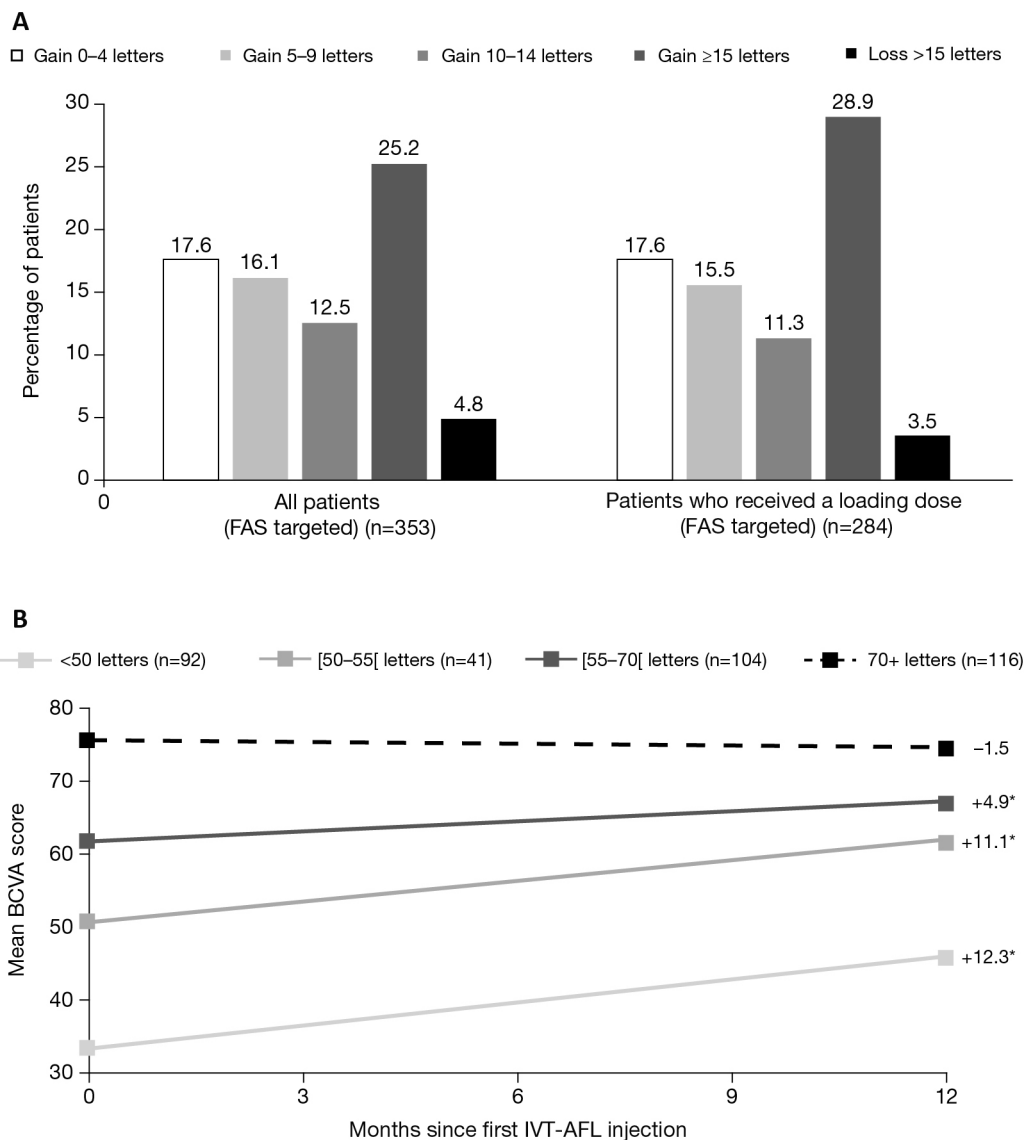 A
Gain 0–4 letters Gain 5–9 letters Gain 10–14 letters Gain ≥15 letters Loss >15 letters
Percentage of patients
30
25
20
15
10
5
0
0
17.6
16.1
12.5
25.2
4.8
17.6
15.5
11.3
28.9
3.5
All patients
(FAS targeted) (n=353)
Patients who received a loading dose
(FAS targeted) (n=284)
B
<50 letters (n=92) [50–55[ letters (n=41) [55–70[ letters (n=104) 70+ letters (n=116)
Mean BCVA score
80
70
60
50
40
30
–1.5
+4.9*
+11.1*
+12.3*
0 3 6 9 12
Months since first IVT-AFL injection